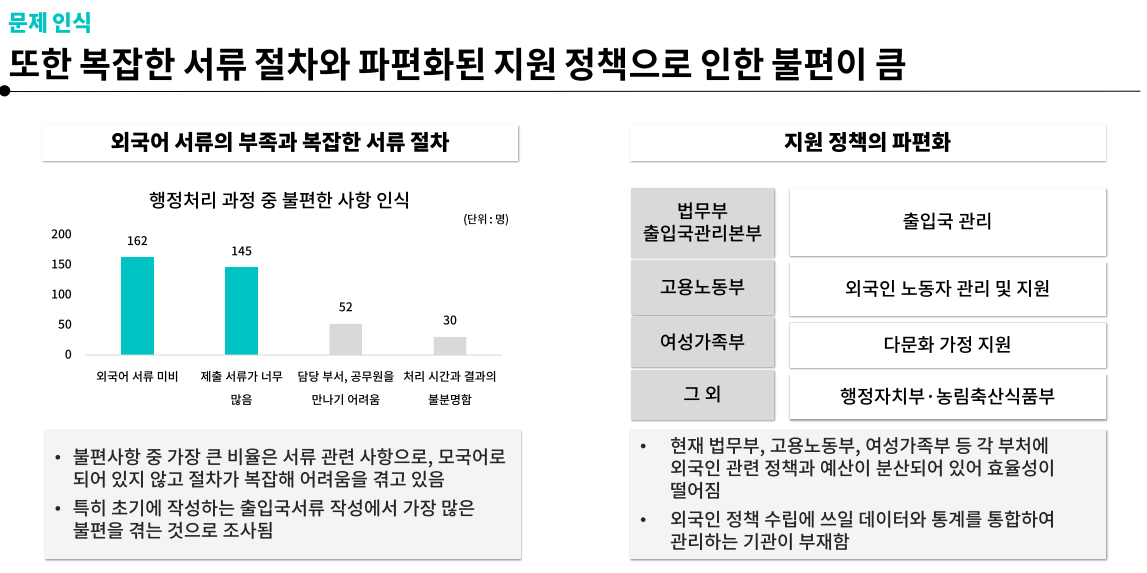 문제 인식
또한 복잡한 서류 절차와 파편화된 지원 정책으로 인한 불편이 큼
외국어 서류의 부족과 복잡한 서류 절차
행정처리 과정 중 불편한 사항 인식
(단위 : 명)
200
150
100
50
0
162
145
52
30
외국어 서류 미비
제출 서류가 너무
많음
담당 부서, 공무원을
만나기 어려움
처리 시간과 결과의
불분명함
• 불편사항 중 가장 큰 비율은 서류 관련 사항으로, 모국어로
되어 있지 않고 절차가 복잡해 어려움을 겪고 있음
• 특히 초기에 작성하는 출입국서류 작성에서 가장 많은
불편을 겪는 것으로 조사됨
지원 정책의 파편화
법무부
출입국관리본부
출입국 관리
고용노동부
외국인 노동자 관리 및 지원
여성가족부
다문화 가정 지원
그 외
행정자치부·농림축산식품부
• 현재 법무부, 고용노동부, 여성가족부 등 각 부처에
외국인 관련 정책과 예산이 분산되어 있어 효율성이
떨어짐
• 외국인 정책 수립에 쓰일 데이터와 통계를 통합하여
관리하는 기관이 부재함